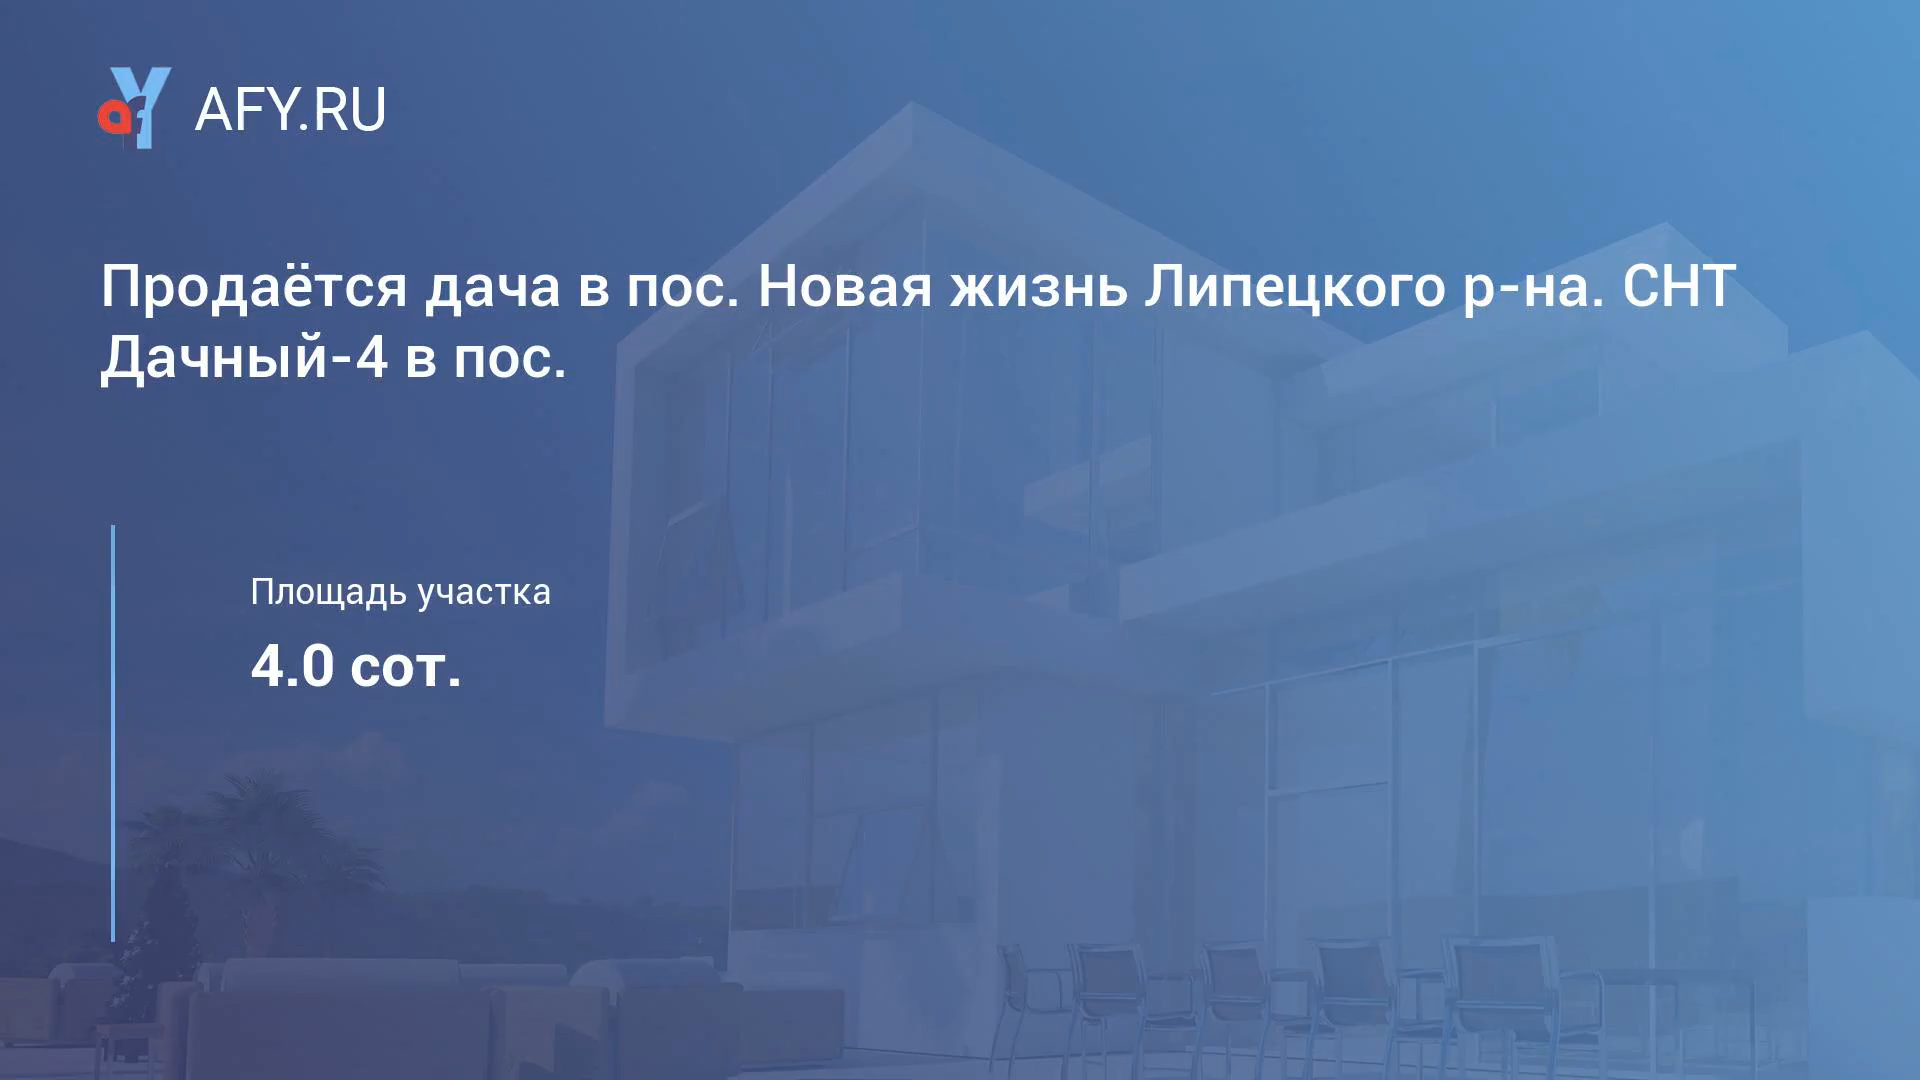 AFY.RU
Продаётся дача в пос. Новая жизнь Липецкого р-на. СНТ
Дачный-4 в пос.
Площадь участка
4.0 сот.